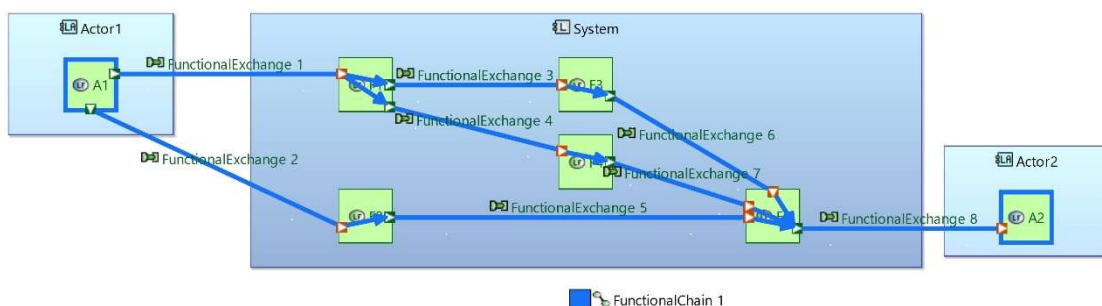 Actor1
System
A1
FunctionalExchange 1
FunctionalExchange 3
F3
FunctionalExchange 4
FunctionalExchange 6
FunctionalExchange 2
FunctionalExchange 7
Actor2
FunctionalExchange 5
FunctionalExchange 8
A2
FunctionalChain 1